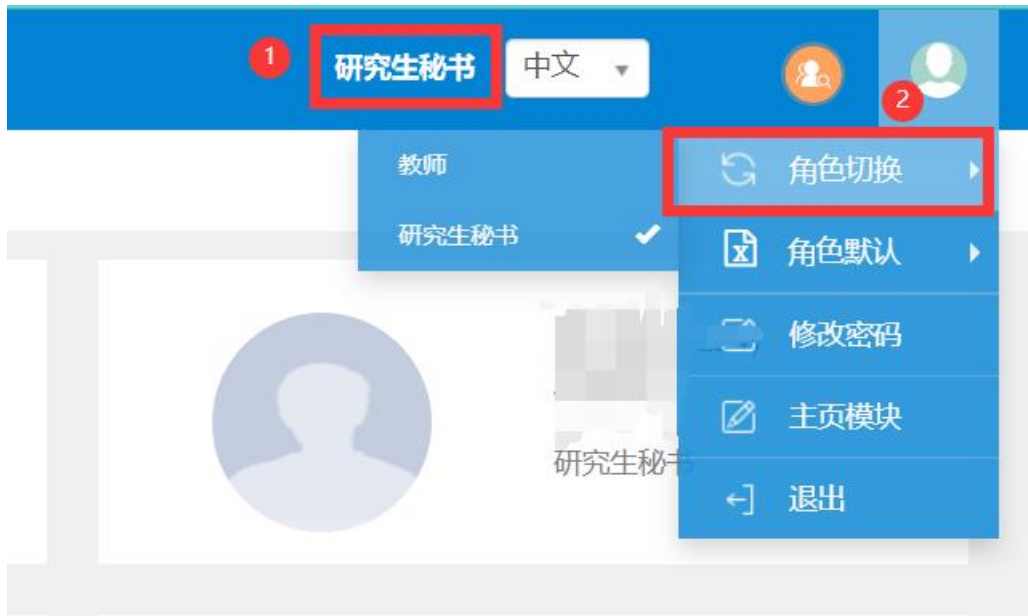 1 研究生秘书 中文
2
教师
角色切换
研究生秘书
角色默认
修改密码
主页模块
研究生秘书
退出